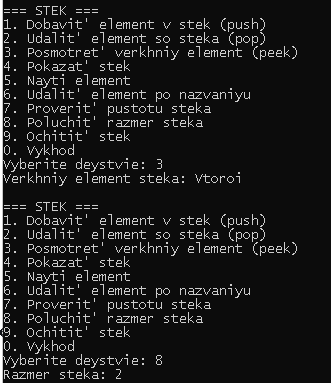 === STEK ===
1. Dobavit' element v stek (push)
2. Udalit' element so steka (pop)
3. Posmotret' verkhniy element (peek)
4. Pokazat' stek
5. Nayti element
6. Udalit' element po nazvaniyu
7. Proverit' pustotu steka
8. Poluchit' razmer steka
9. Ochitit' stek
0. Vykhod
Vyberite deystvie: 3
Verkhniy element steka: Vtoroi
=== STEK ===
1. Dobavit' element v stek (push)
2. Udalit' element so steka (pop)
3. Posmotret' verkhniy element (peek)
4. Pokazat' stek
5. Nayti element
6. Udalit' element po nazvaniyu
7. Proverit' pustotu steka
8. Poluchit' razmer steka
9. Ochitit' stek
0. Vykhod
Vyberite deystvie: 8
Razmer steka: 2